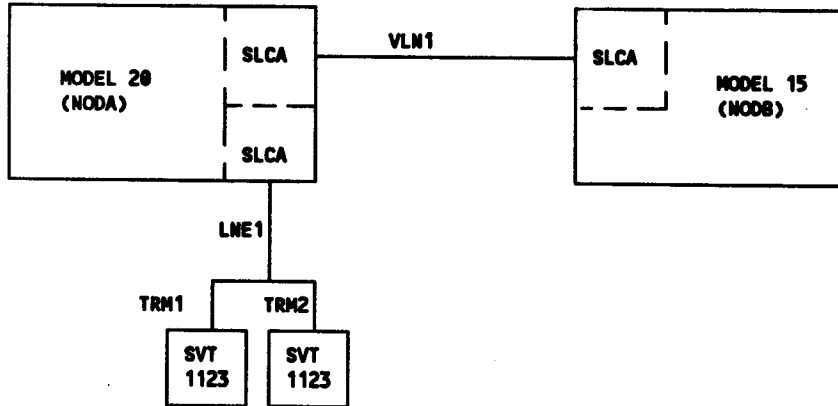 MODEL 20
(NODA)
SLCA
SLCA
VLN1
SLCA
MODEL 15
(NODB)
LNE1
TRM1
TRM2
SVT
1123
SVT
1123